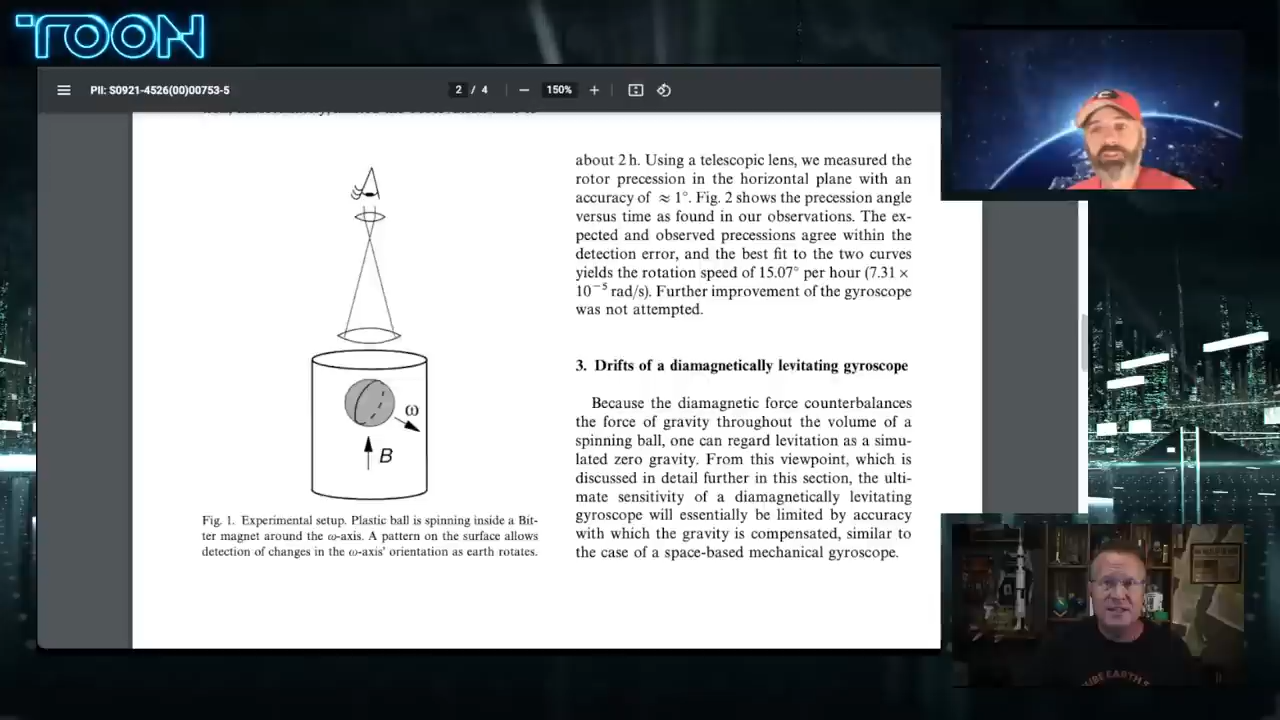 TOON
PII: S0921-4526(00)00753-5
2 / 4
150%
ω
B
Fig. 1. Experimental setup. Plastic ball is spinning inside a Bit-
ter magnet around the ω-axis. A pattern on the surface allows
detection of changes in the ω-axis' orientation as earth rotates.
about 2 h. Using a telescopic lens, we measured the
rotor precession in the horizontal plane with an
accuracy of ≈ 1°. Fig. 2 shows the precession angle
versus time as found in our observations. The ex-
pected and observed precessions agree within the
detection error, and the best fit to the two curves
yields the rotation speed of 15.07° per hour (7.31 ×
10⁻⁵ rad/s). Further improvement of the gyroscope
was not attempted.
3. Drifts of a diamagnetically levitating gyroscope
Because the diamagnetic force counterbalances
the force of gravity throughout the volume of a
spinning ball, one can regard levitation as a simu-
lated zero gravity. From this viewpoint, which is
discussed in detail further in this section, the ulti-
mate sensitivity of a diamagnetically levitating
gyroscope will essentially be limited by accuracy
with which the gravity is compensated, similar to
the case of a space-based mechanical gyroscope.
EARTH